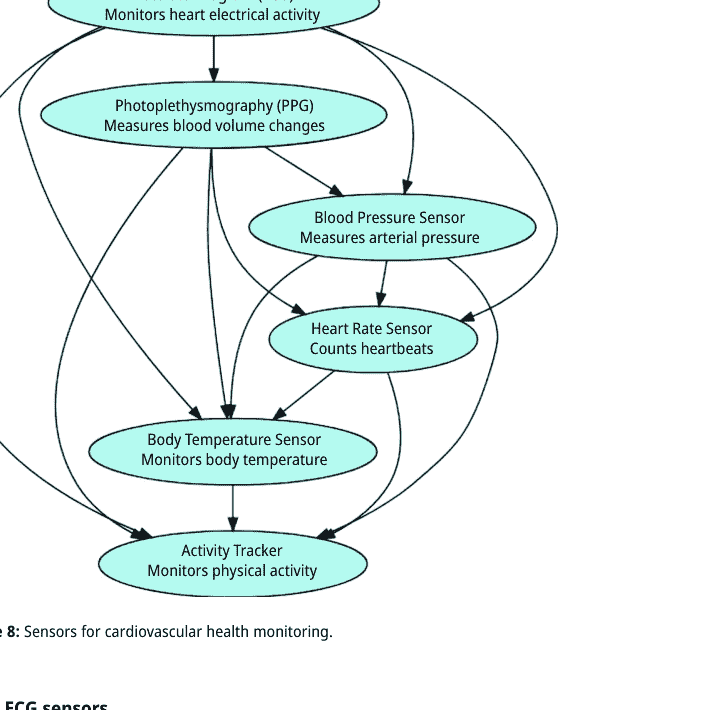 Monitors heart electrical activity
Photoplethysmography (PPG)
Measures blood volume changes
Blood Pressure Sensor
Measures arterial pressure
Heart Rate Sensor
Counts heartbeats
Body Temperature Sensor
Monitors body temperature
Activity Tracker
Monitors physical activity
8: Sensors for cardiovascular health monitoring.
ECG sensors